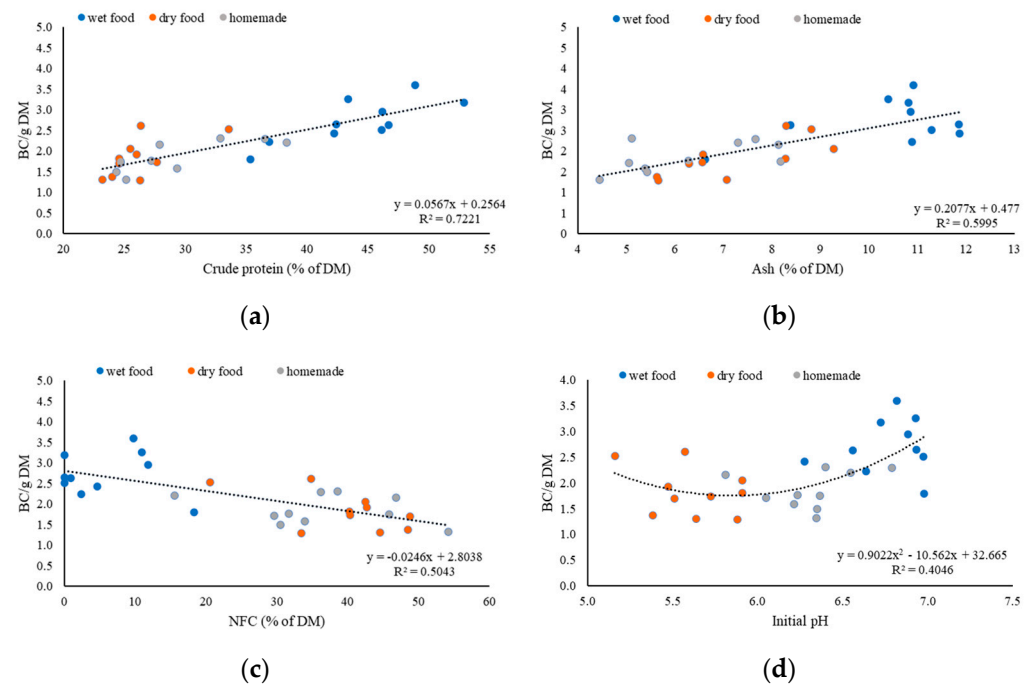 wet food dry food homemade
5.0
4.5
4.0
3.5
3.0
2.5
2.0
1.5
1.0
0.5
0.0
BC/g DM
y = 0.0567x + 0.2564
R² = 0.7221
20 25 30 35 40 45 50 55
Crude protein (% of DM)
(a)
wet food dry food homemade
5
5
4
4
3
3
2
2
1
1
0
BC/g DM
y = 0.2077x + 0.477
R² = 0.5995
4 5 6 7 8 9 10 11 12 13
Ash (% of DM)
(b)
wet food dry food homemade
5.0
4.5
4.0
3.5
3.0
2.5
2.0
1.5
1.0
0.5
0.0
BC/g DM
y = -0.0246x + 2.8038
R² = 0.5043
0 10 20 30 40 50 60
NFC (% of DM)
(c)
wet food dry food homemade
4.0
3.5
3.0
2.5
2.0
1.5
1.0
0.5
0.0
BC/g DM
y = 0.9022x² - 10.562x + 32.665
R² = 0.4046
5.0 5.5 6.0 6.5 7.0 7.5
Initial pH
(d)